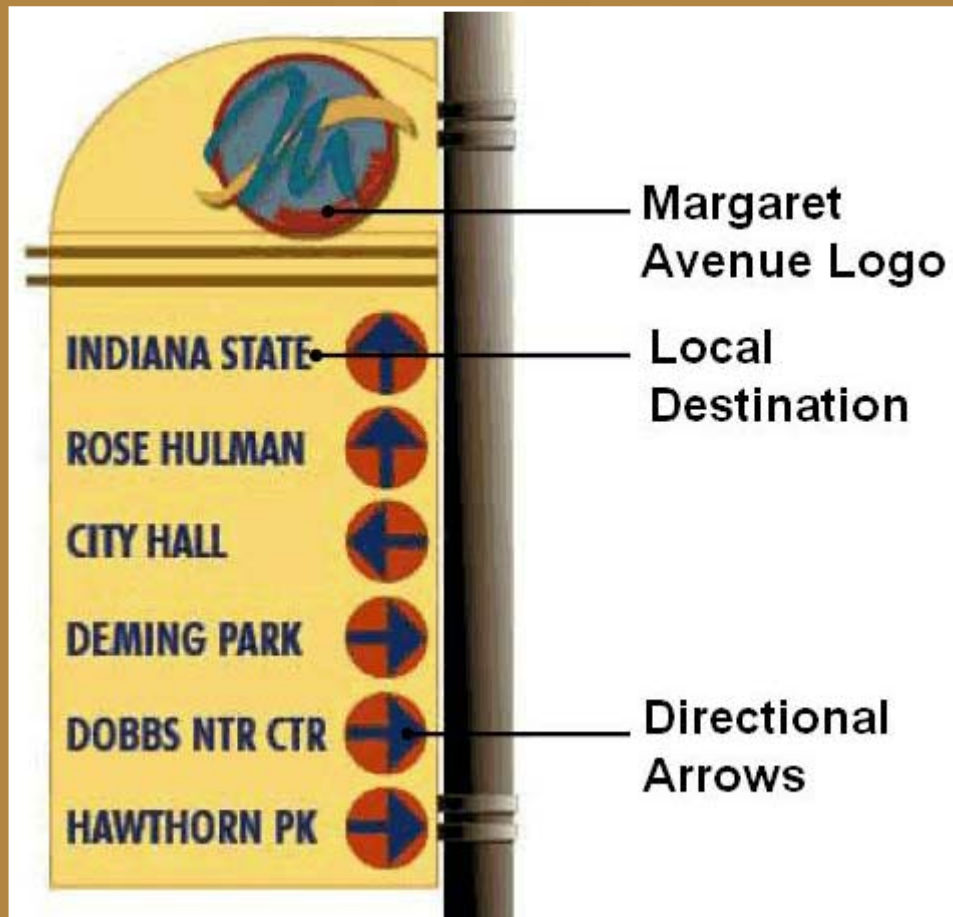 Margaret
Avenue Logo
INDIANA STATE
Local
Destination
ROSE HULMAN
CITY HALL
DEMING PARK
DOBBS NTR CTR
Directional
Arrows
HAWTHORN PK